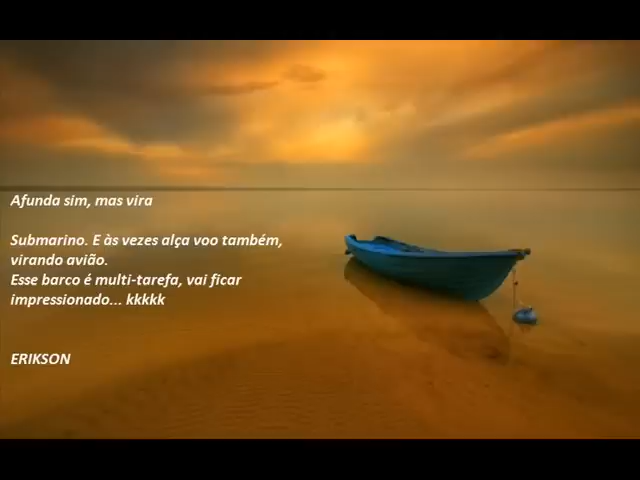 Afunda sim, mas vira
Submarino. E às vezes alça voo também,
virando avião.
Esse barco é multi-tarefa, vai ficar
impressionado... kkkkk
ERIKSON